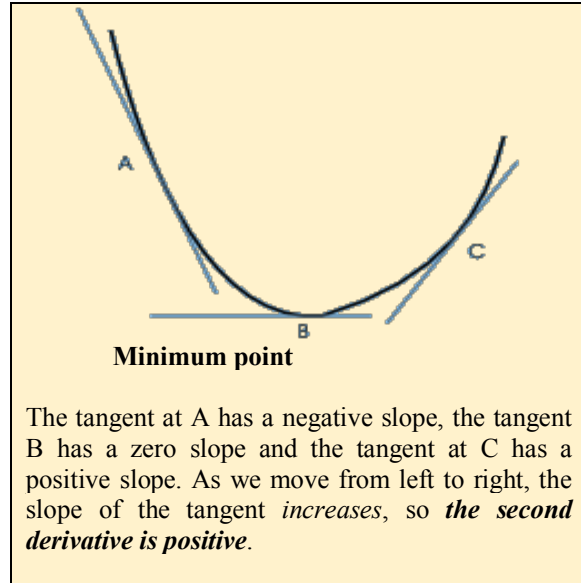 A
C
B
Minimum point
The tangent at A has a negative slope, the tangent
B has a zero slope and the tangent at C has a
positive slope. As we move from left to right, the
slope of the tangent increases, so the second
derivative is positive.